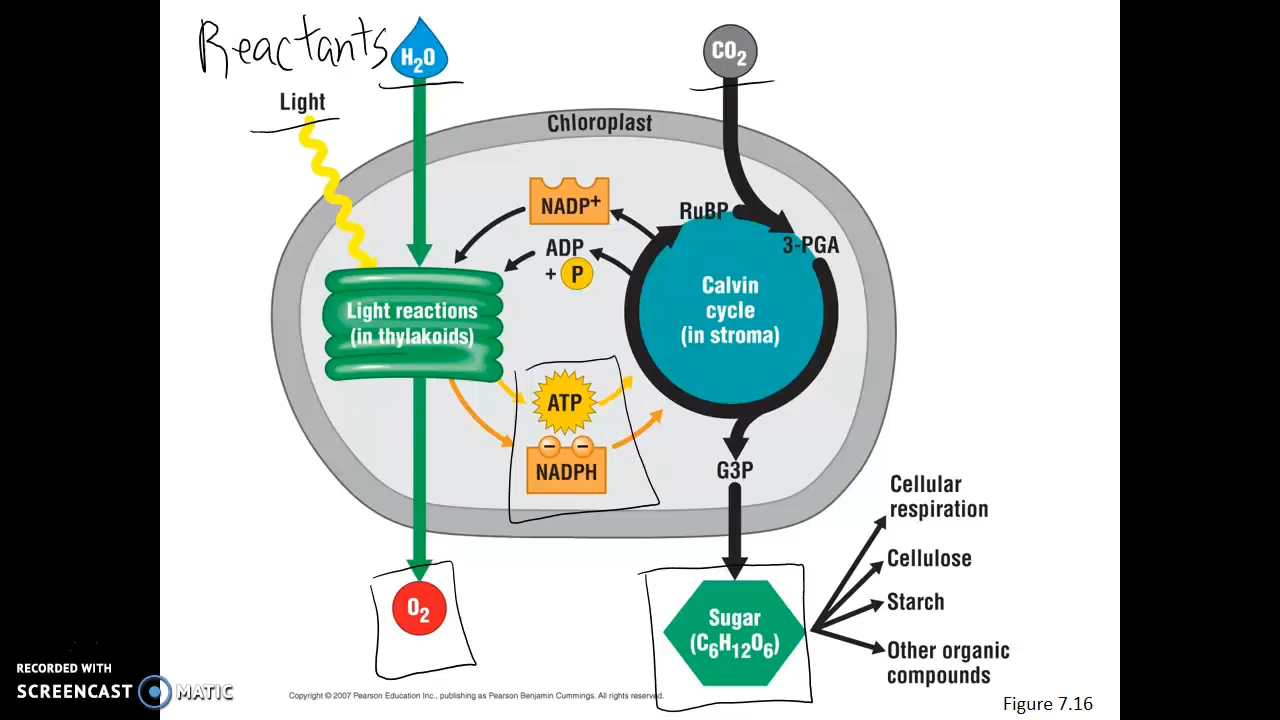 Reactants
H₂O
CO₂
Light
Chloroplast
NADP⁺
RuBP
3-PGA
ADP
+ P
Light reactions
(in thylakoids)
Calvin
cycle
(in stroma)
ATP
− −
NADPH
G3P
Cellular
respiration
Cellulose
Starch
Other organic
compounds
O₂
Sugar
(C₆H₁₂O₆)
RECORDED WITH
SCREENCAST MATIC
Copyright © 2007 Pearson Education Inc., publishing as Pearson Benjamin Cummings. All rights reserved.
Figure 7.16